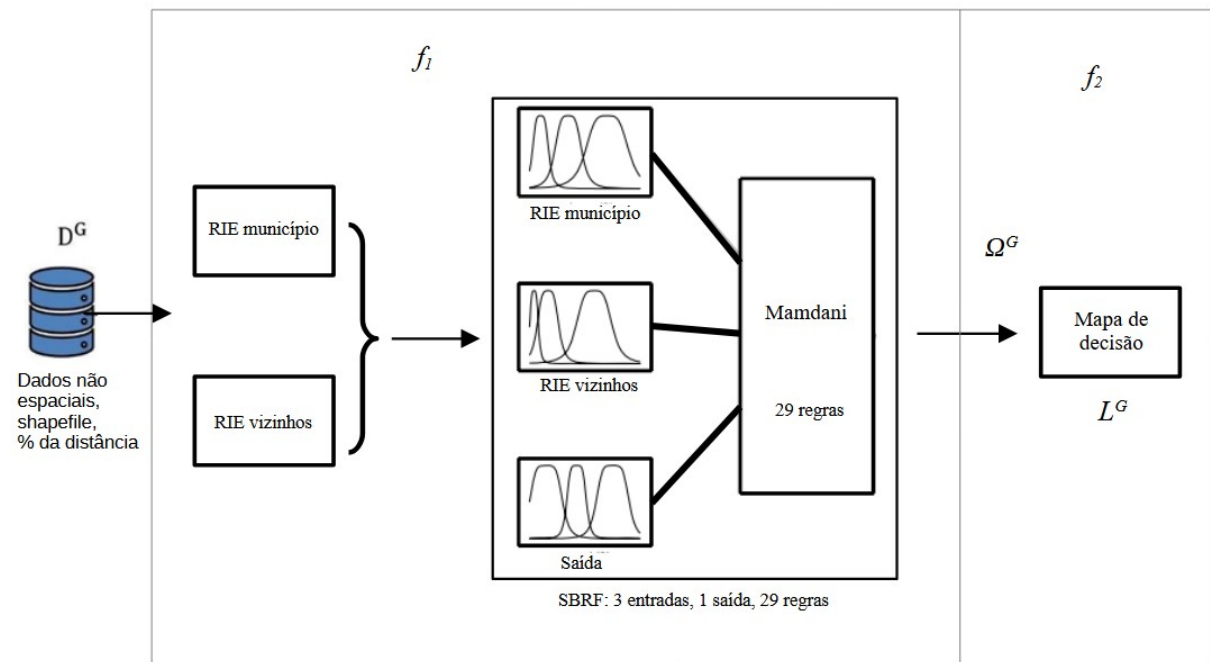 f₁
f₂
Dᴳ
Dados não
espaciais,
shapefile,
% da distância
RIE município
RIE vizinhos
RIE município
RIE vizinhos
Saída
Mamdani
29 regras
SBRF: 3 entradas, 1 saída, 29 regras
Ωᴳ
Mapa de
decisão
Lᴳ